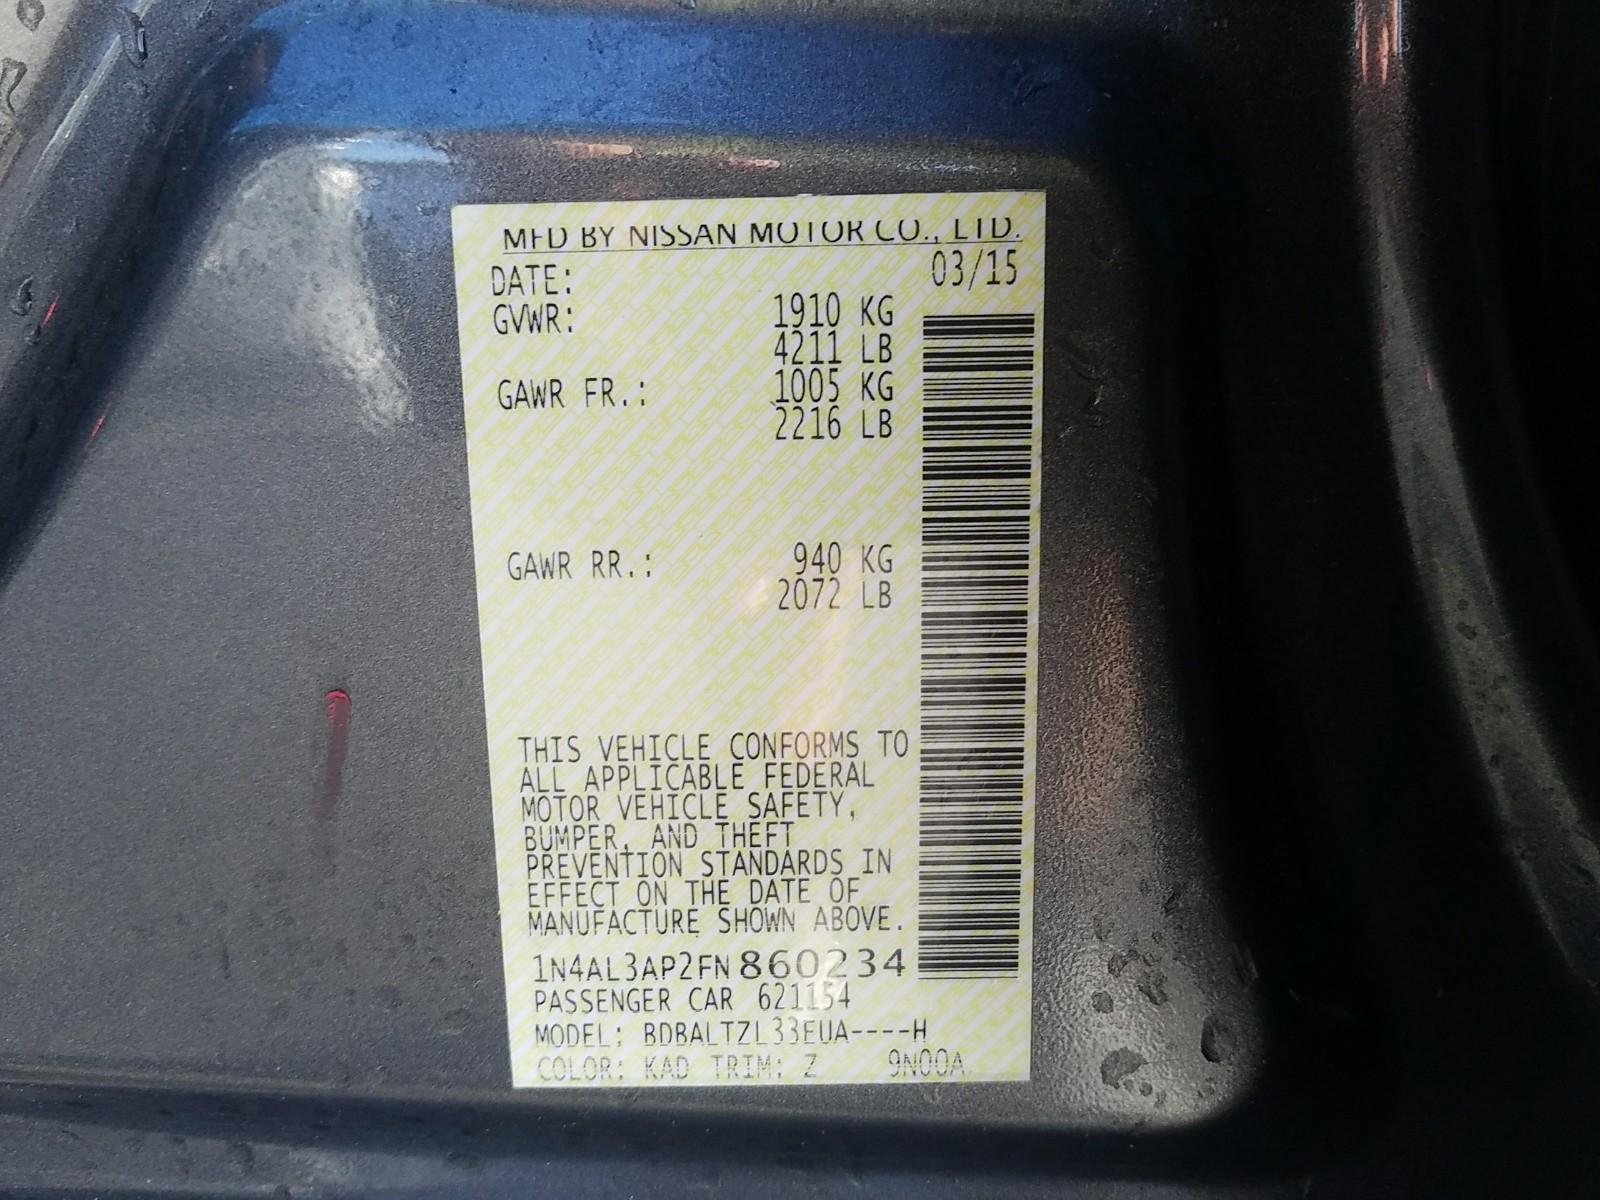 MFD BY NISSAN MOTOR CO., LTD.
DATE: 03/15
GVWR: 1910 KG
4211 LB
GAWR FR.: 1005 KG
2216 LB
GAWR RR.: 940 KG
2072 LB
THIS VEHICLE CONFORMS TO
ALL APPLICABLE FEDERAL
MOTOR VEHICLE SAFETY,
BUMPER, AND THEFT
PREVENTION STANDARDS IN
EFFECT ON THE DATE OF
MANUFACTURE SHOWN ABOVE.
1N4AL3AP2FN860234
PASSENGER CAR 621154
MODEL: BDBALTZL33EUA----H
COLOR: KAD TRIM: Z 9N00A